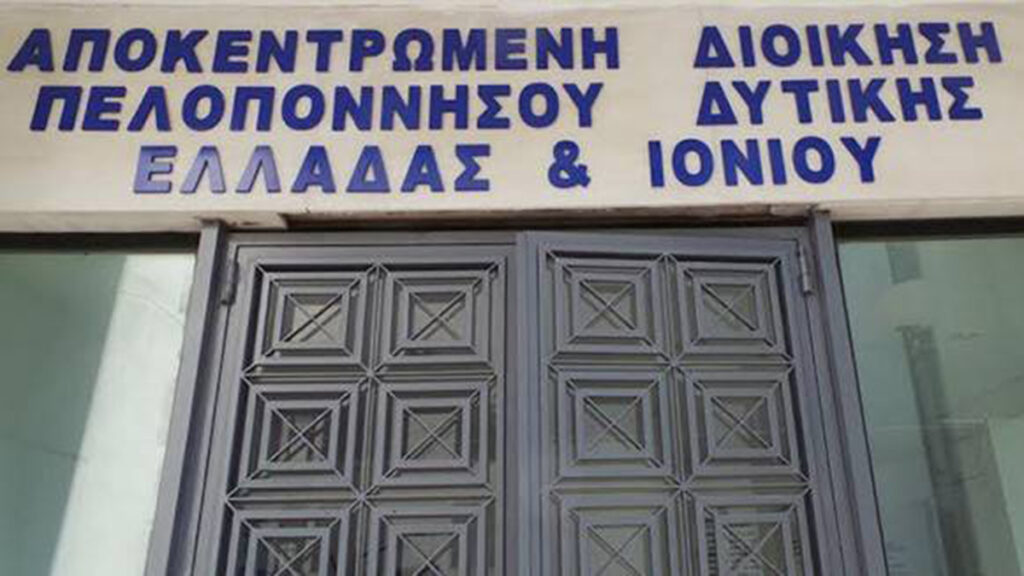 ΑΠΟΚΕΝΤΡΩΜΕΝΗ ΔΙΟΙΚΗΣΗ
ΠΕΛΟΠΟΝΝΗΣΟΥ ΔΥΤΙΚΗΣ
ΕΛΛΑΔΑΣ & ΙΟΝΙΟΥ